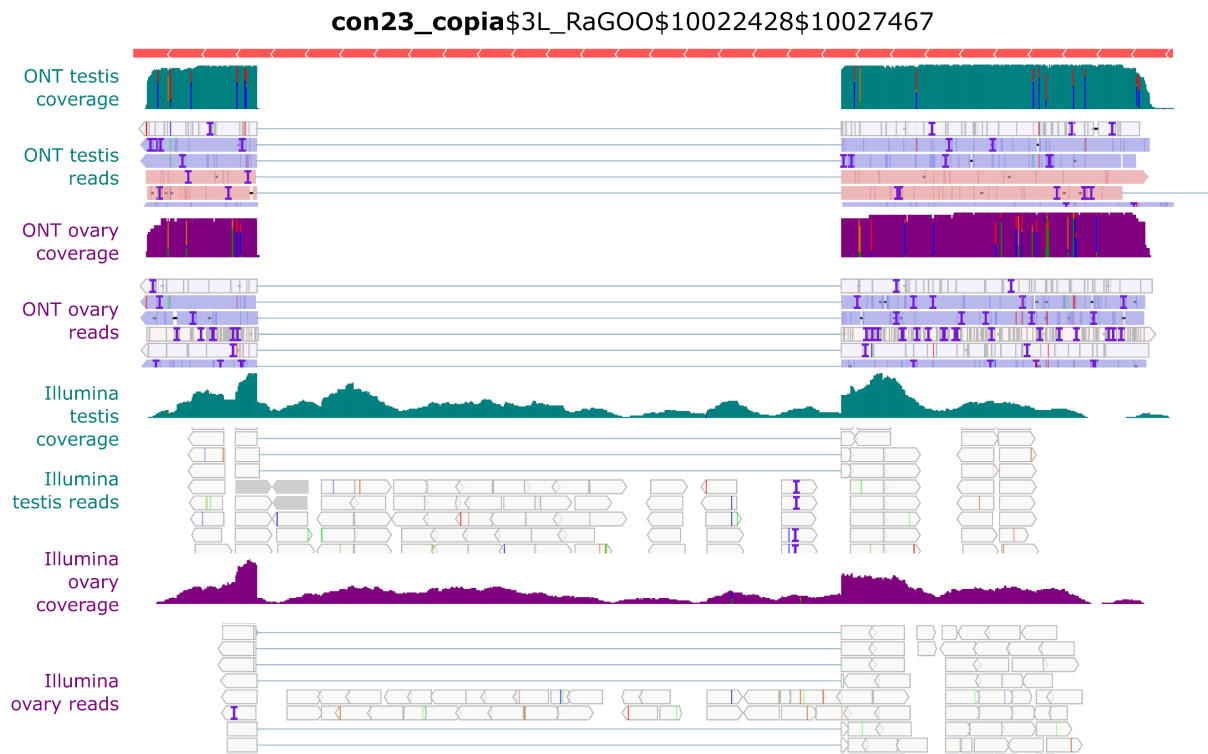 con23_copia$3L_RaGOO$10022428$10027467
ONT testis
coverage
ONT testis
reads
ONT ovary
coverage
ONT ovary
reads
Illumina
testis
coverage
Illumina
testis reads
Illumina
ovary
coverage
Illumina
ovary reads